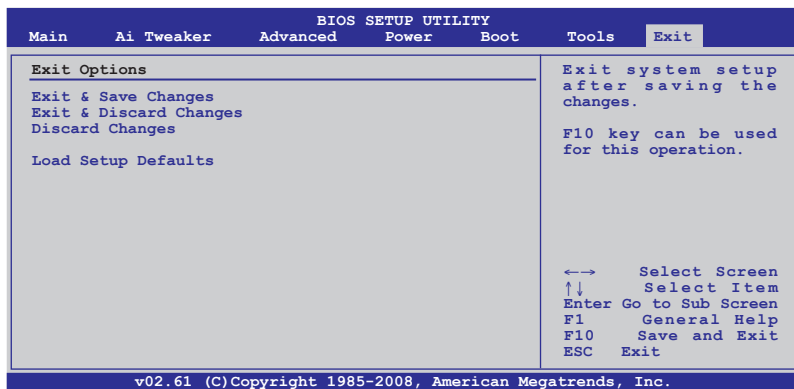 BIOS SETUP UTILITY
Main Ai Tweaker Advanced Power Boot Tools Exit
Exit Options
Exit & Save Changes
Exit & Discard Changes
Discard Changes
Load Setup Defaults
Exit system setup
after saving the
changes.
F10 key can be used
for this operation.
←→ Select Screen
↑↓ Select Item
Enter Go to Sub Screen
F1 General Help
F10 Save and Exit
ESC Exit
v02.61 (C)Copyright 1985-2008, American Megatrends, Inc.